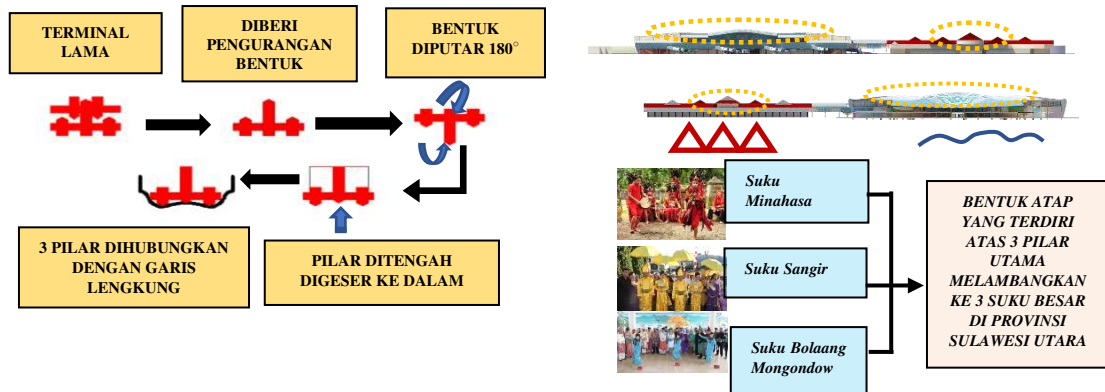 TERMINAL
LAMA
DIBERI
PENGURANGAN
BENTUK
BENTUK
DIPUTAR 180°
3 PILAR DIHUBUNGKAN
DENGAN GARIS
LENGKUNG
PILAR DITENGAH
DIGESER KE DALAM
Suku
Minahasa
Suku Sangir
Suku Bolaang
Mongondow
BENTUK ATAP
YANG TERDIRI
ATAS 3 PILAR
UTAMA
MELAMBANGKAN
KE 3 SUKU BESAR
DI PROVINSI
SULAWESI UTARA